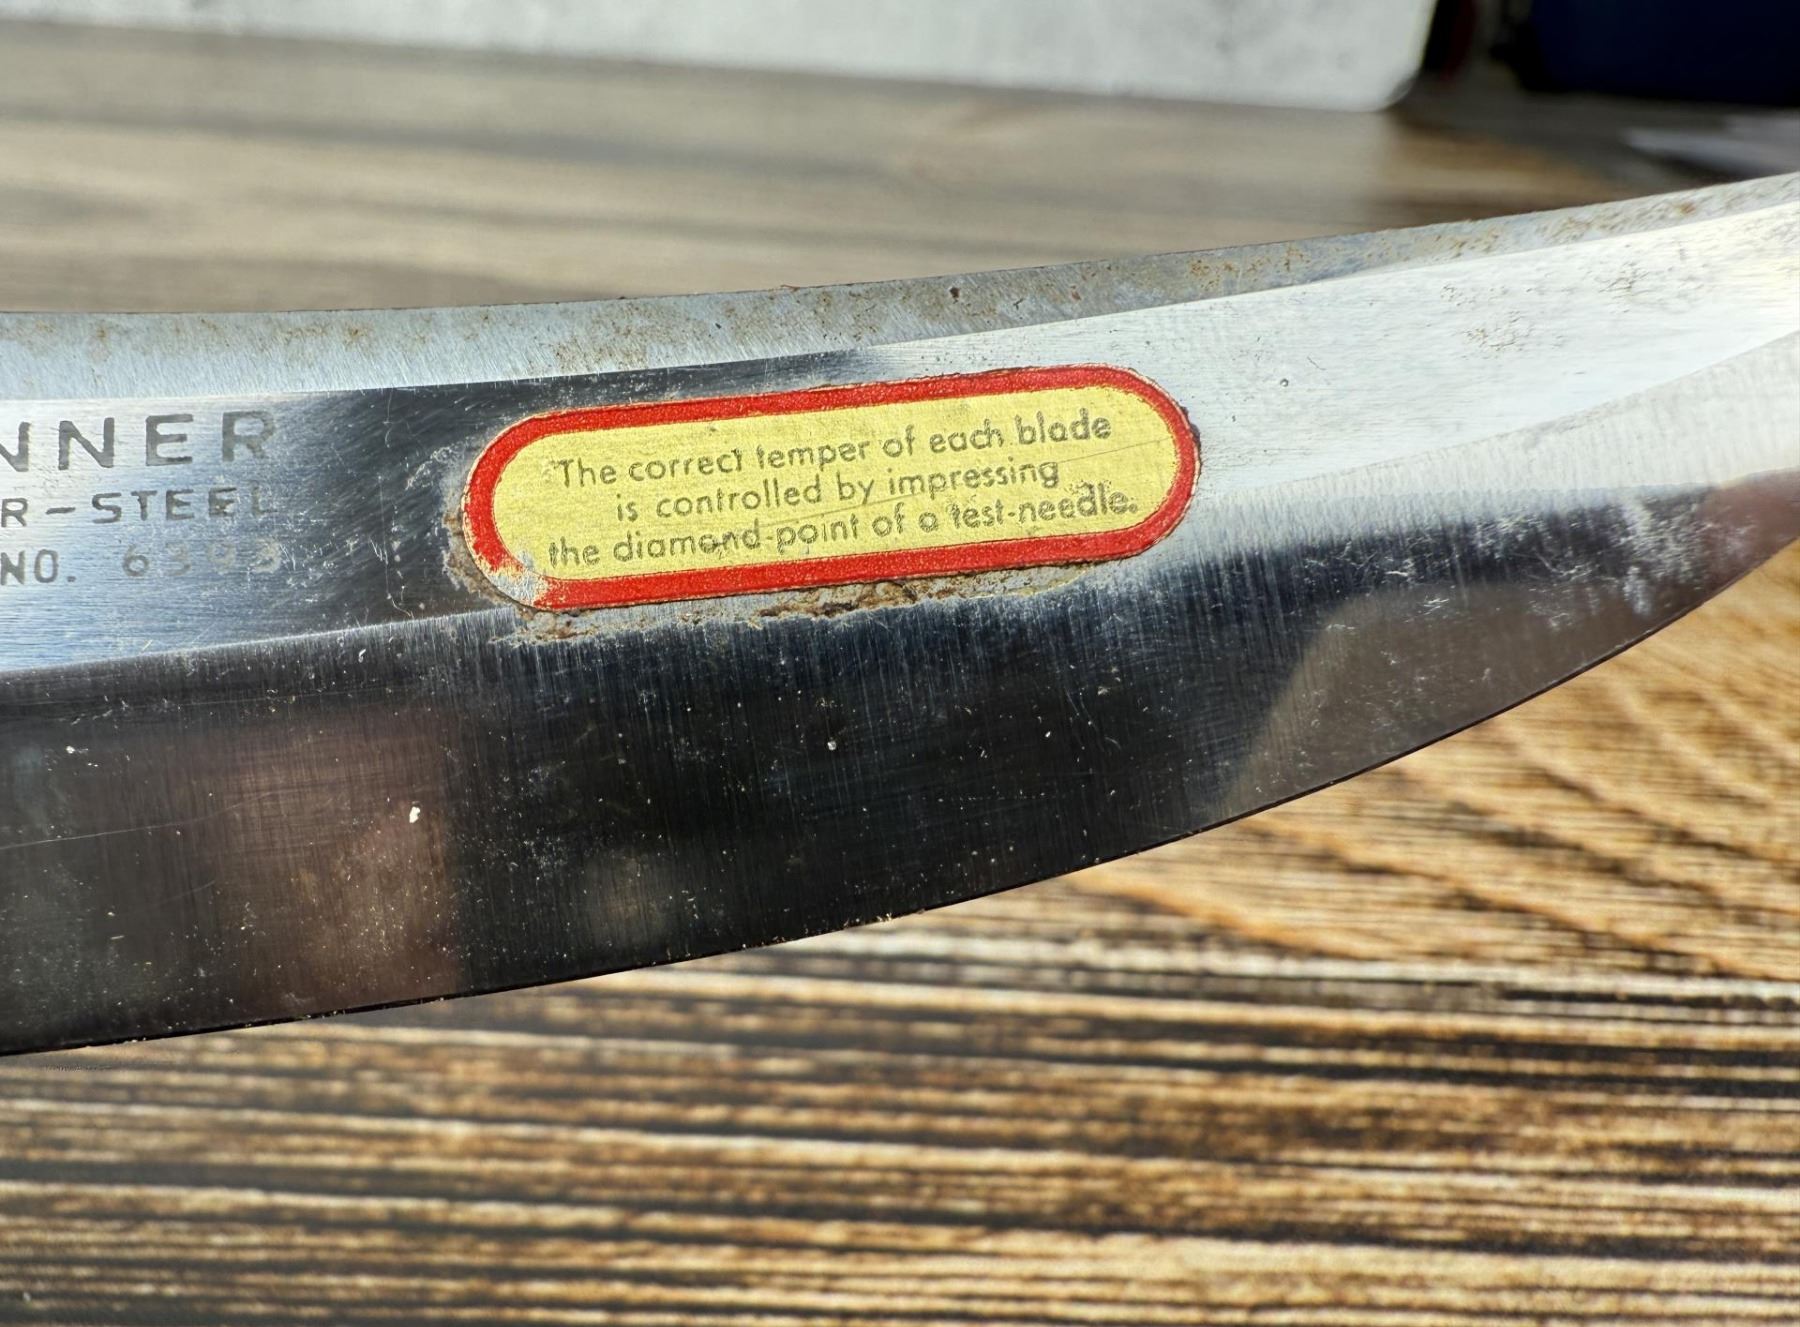 NNER
R-STEEL
NO. 6393
The correct temper of each blade
is controlled by impressing
the diamond-point of a test-needle.